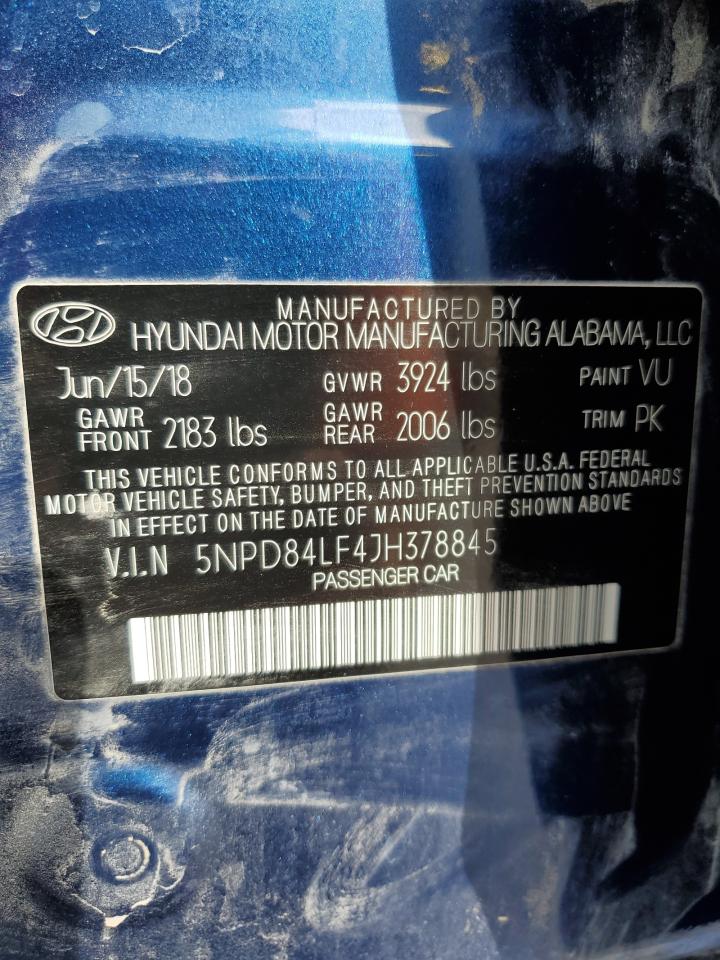 MANUFACTURED BY
HYUNDAI MOTOR MANUFACTURING ALABAMA, LLC
Jun/15/18 GVWR 3924 lbs PAINT VU
GAWR FRONT 2183 lbs GAWR REAR 2006 lbs TRIM PK
THIS VEHICLE CONFORMS TO ALL APPLICABLE U.S.A. FEDERAL
MOTOR VEHICLE SAFETY, BUMPER, AND THEFT PREVENTION STANDARDS
IN EFFECT ON THE DATE OF MANUFACTURE SHOWN ABOVE
V.I.N 5NPD84LF4JH378845
PASSENGER CAR